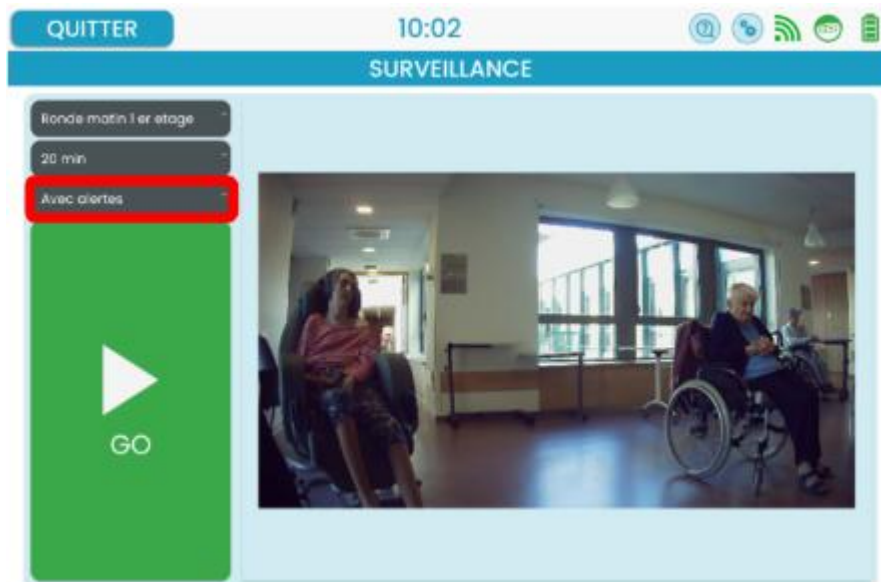 QUITTER 10:02
SURVEILLANCE
Ronde matin 1 er etage
20 min
Avec alertes
GO